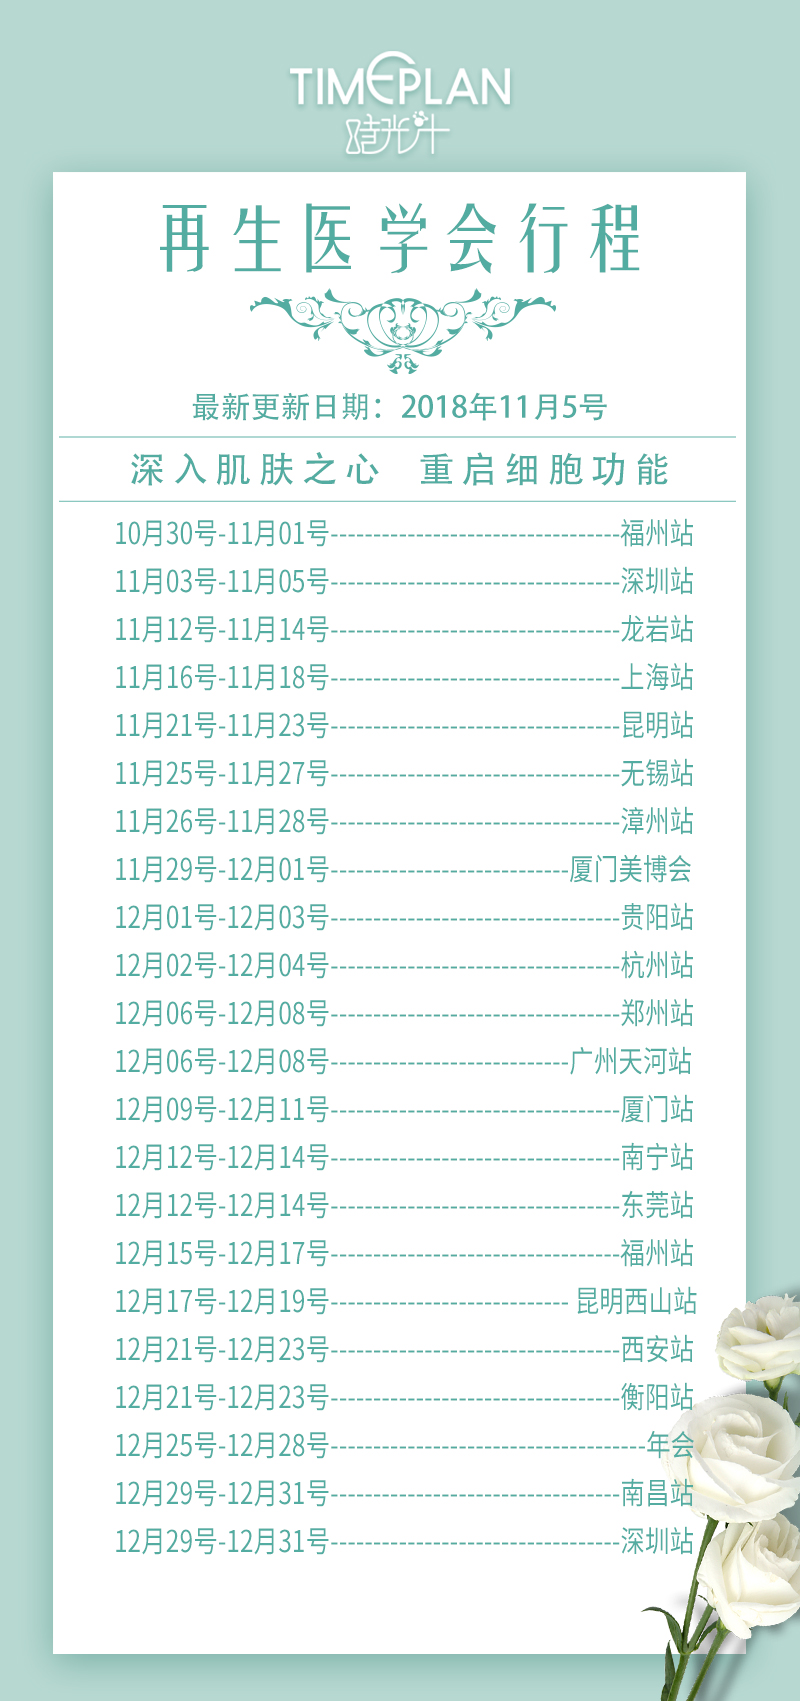 TIMEPLAN
時光汁
再生医学会行程
最新更新日期：2018年11月5号
深入肌肤之心 重启细胞功能
10月30号-11月01号----------------------------------福州站
11月03号-11月05号----------------------------------深圳站
11月12号-11月14号----------------------------------龙岩站
11月16号-11月18号----------------------------------上海站
11月21号-11月23号----------------------------------昆明站
11月25号-11月27号----------------------------------无锡站
11月26号-11月28号----------------------------------漳州站
11月29号-12月01号----------------------------厦门美博会
12月01号-12月03号----------------------------------贵阳站
12月02号-12月04号----------------------------------杭州站
12月06号-12月08号----------------------------------郑州站
12月06号-12月08号----------------------------广州天河站
12月09号-12月11号----------------------------------厦门站
12月12号-12月14号----------------------------------南宁站
12月12号-12月14号----------------------------------东莞站
12月15号-12月17号----------------------------------福州站
12月17号-12月19号---------------------------- 昆明西山站
12月21号-12月23号----------------------------------西安站
12月21号-12月23号----------------------------------衡阳站
12月25号-12月28号-------------------------------------年会
12月29号-12月31号----------------------------------南昌站
12月29号-12月31号----------------------------------深圳站